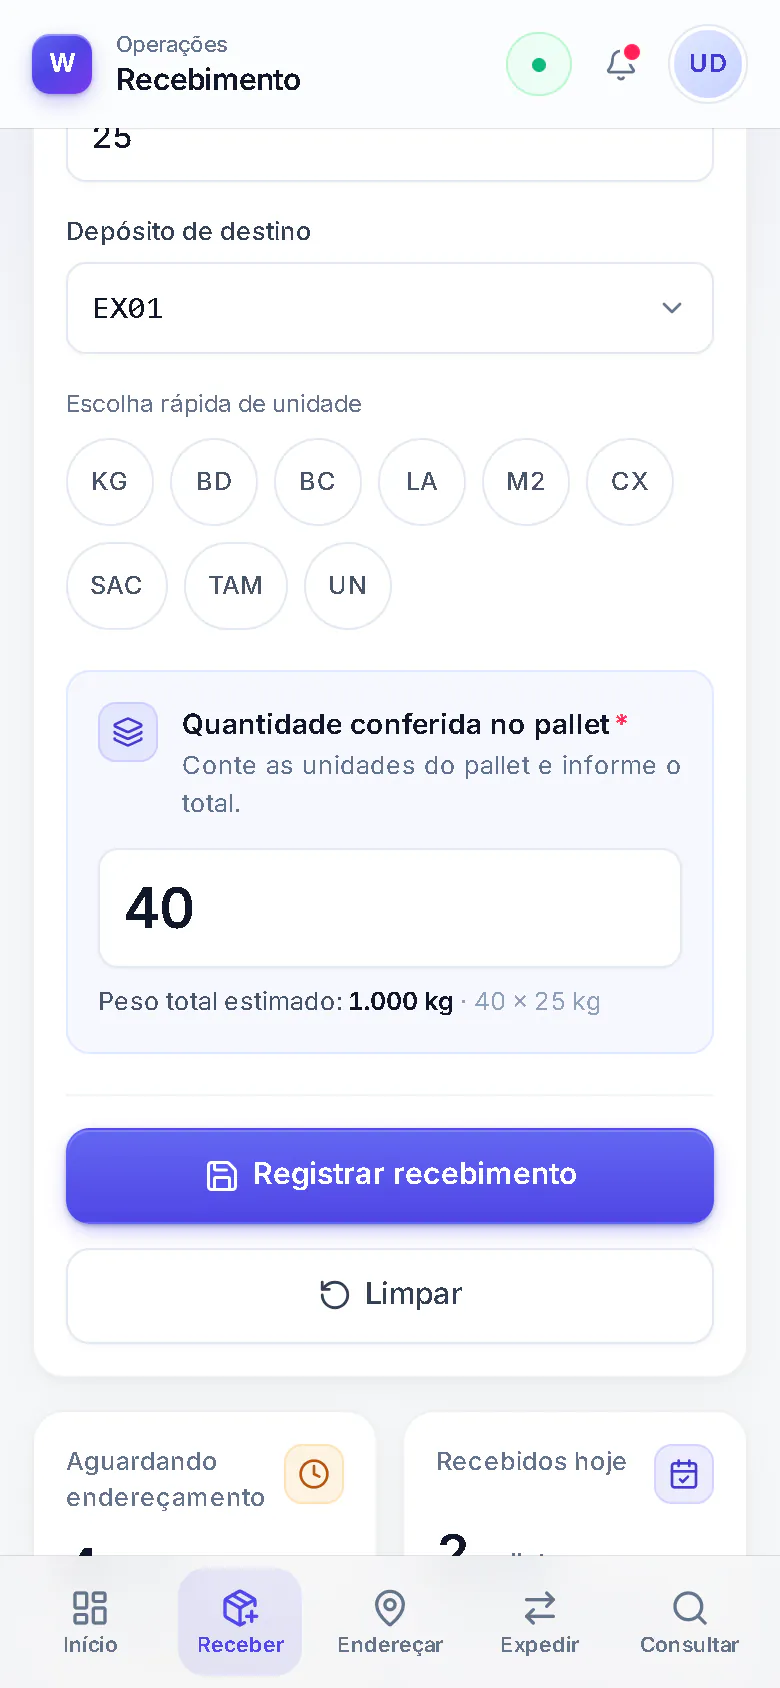 W
Operações
Recebimento
UD
25
Depósito de destino
EX01
Escolha rápida de unidade
KG BD BC LA M2 CX
SAC TAM UN
Quantidade conferida no pallet *
Conte as unidades do pallet e informe o
total.
40
Peso total estimado: 1.000 kg · 40 × 25 kg
Registrar recebimento
Limpar
Aguardando
endereçamento
Recebidos hoje
2
Início Receber Endereçar Expedir Consultar